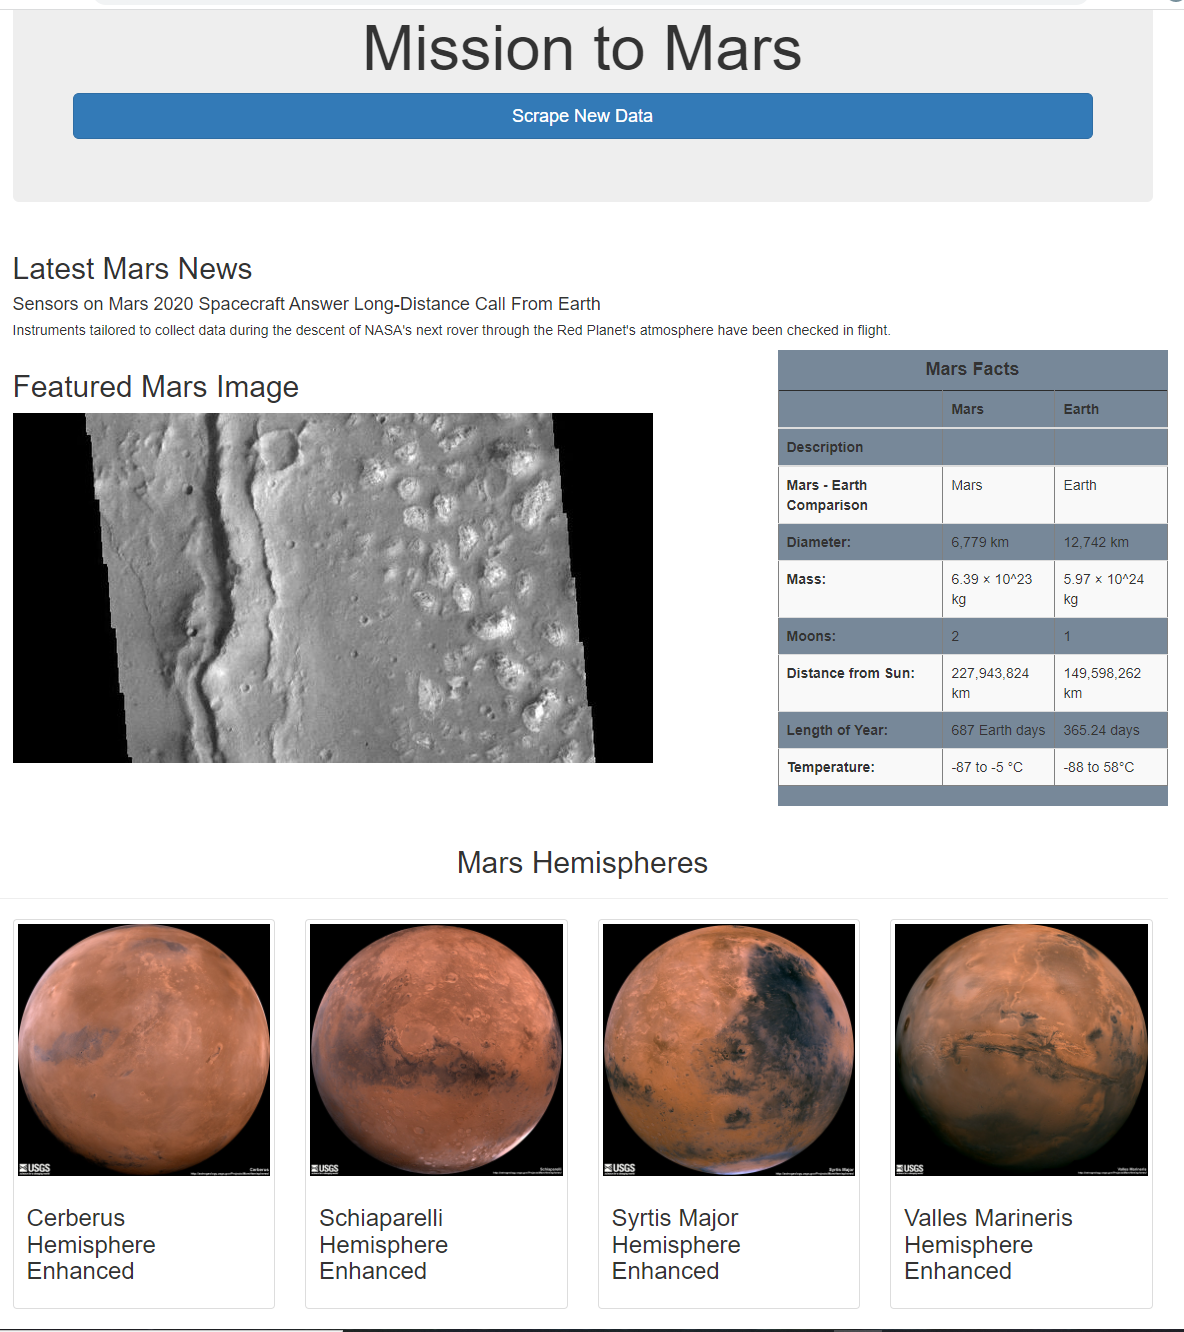 Mission to Mars
Scrape New Data
Latest Mars News
Sensors on Mars 2020 Spacecraft Answer Long-Distance Call From Earth
Instruments tailored to collect data during the descent of NASA's next rover through the Red Planet's atmosphere have been checked in flight.
Featured Mars Image
Mars Facts
Mars Earth
Description
Mars - Earth Mars Earth
Comparison
Diameter: 6,779 km 12,742 km
Mass: 6.39 × 10^23 5.97 × 10^24
kg kg
Moons: 2 1
Distance from Sun: 227,943,824 149,598,262
km km
Length of Year: 687 Earth days 365.24 days
Temperature: -87 to -5 °C -88 to 58°C
Mars Hemispheres
USGS Cerberus
USGS Schiaparelli
USGS Syrtis Major
USGS Valles Marineris
Cerberus
Hemisphere
Enhanced
Schiaparelli
Hemisphere
Enhanced
Syrtis Major
Hemisphere
Enhanced
Valles Marineris
Hemisphere
Enhanced